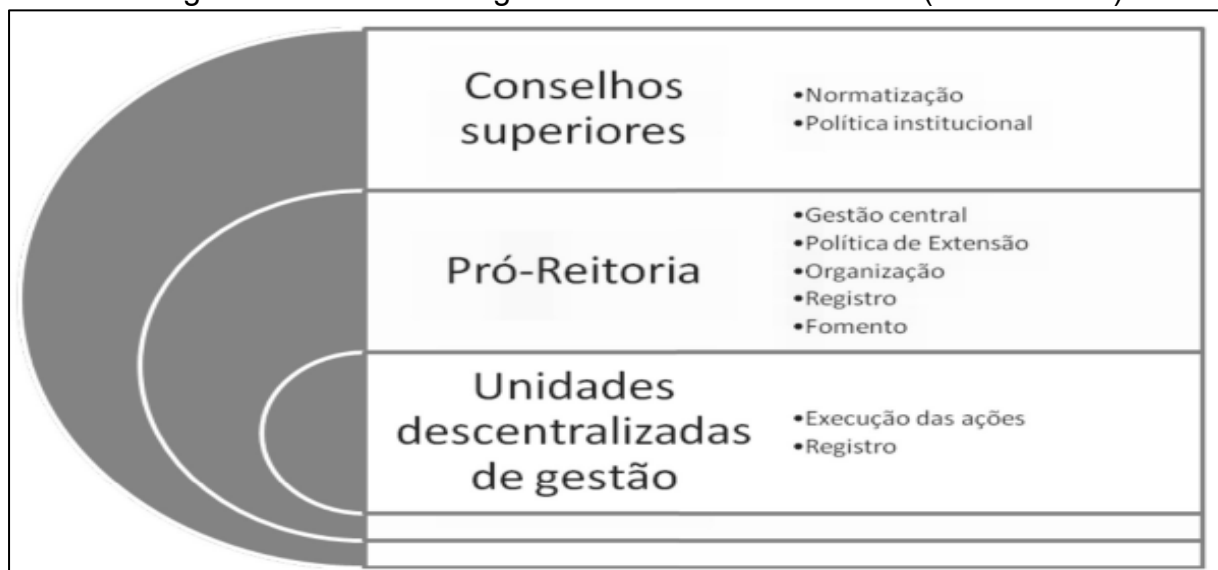 Conselhos
superiores
•Normatização
•Política institucional
Pró-Reitoria
•Gestão central
•Política de Extensão
•Organização
•Registro
•Fomento
Unidades
descentralizadas
de gestão
•Execução das ações
•Registro